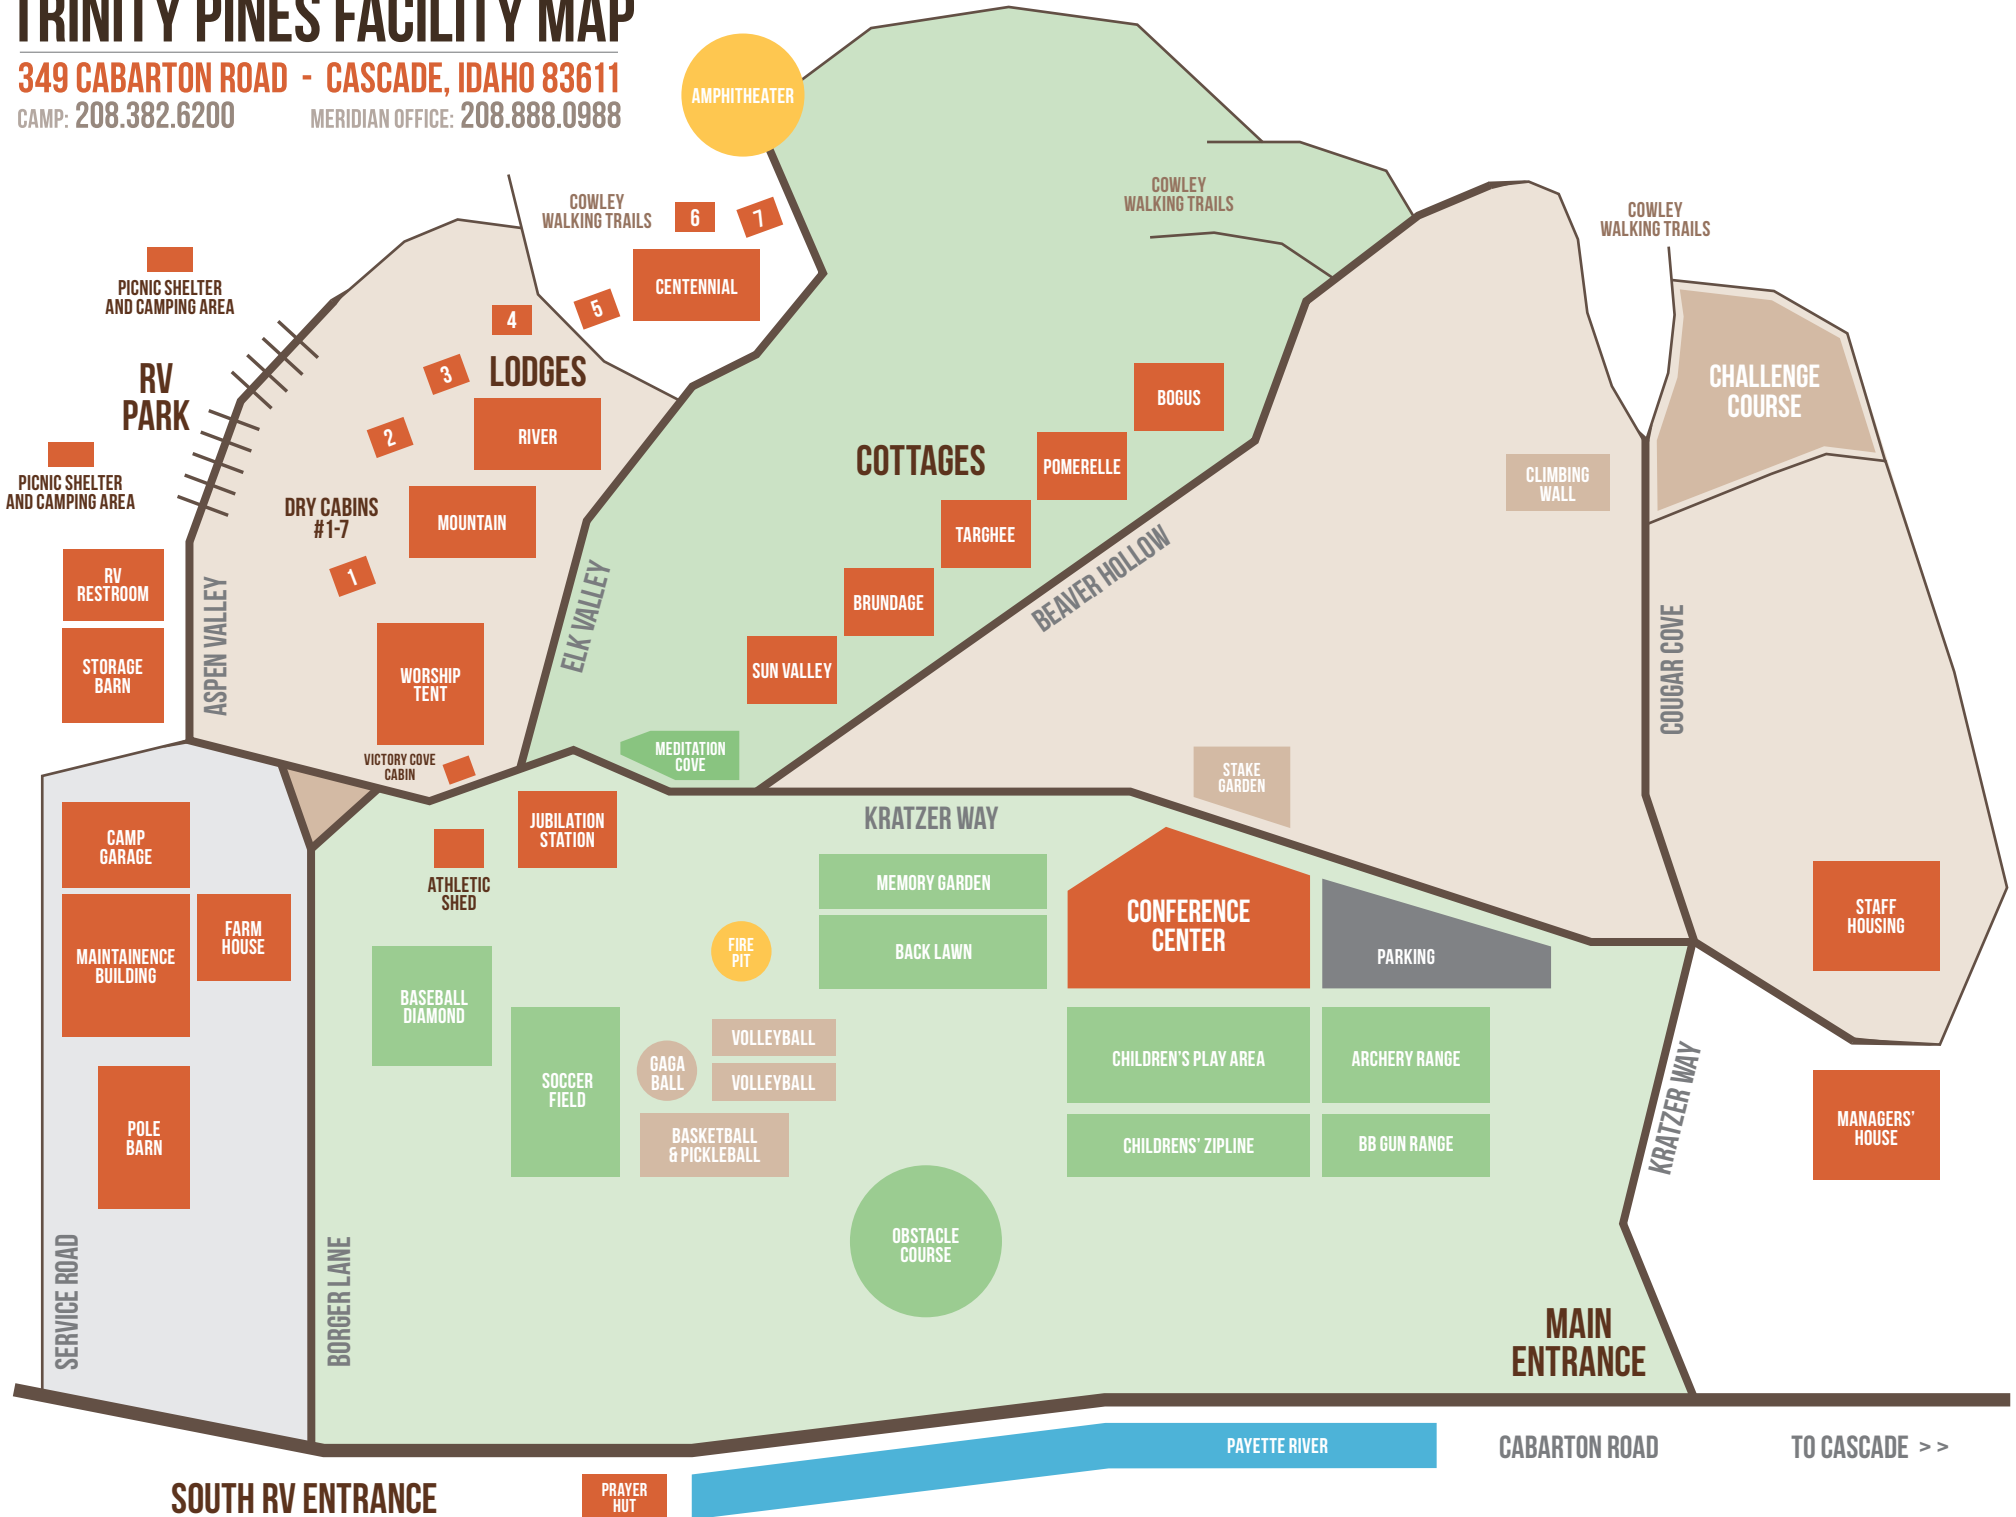 TRINITY PINES FACILITY MAP
349 CABARTON ROAD - CASCADE, IDAHO 83611
CAMP: 208.382.6200 MERIDIAN OFFICE: 208.888.0988
AMPHITHEATER
COWLEY
WALKING TRAILS
6
7
CENTENNIAL
5
4
COWLEY
WALKING TRAILS
COWLEY
WALKING TRAILS
PICNIC SHELTER
AND CAMPING AREA
RV
PARK
PICNIC SHELTER
AND CAMPING AREA
LODGES
3
2
RIVER
DRY CABINS
#1-7
MOUNTAIN
1
RV
RESTROOM
STORAGE
BARN
ASPEN VALLEY
WORSHIP
TENT
VICTORY COVE
CABIN
ELK VALLEY
COTTAGES
BOGUS
POMERELLE
TARGHEE
BRUNDAGE
SUN VALLEY
BEAVER HOLLOW
MEDITATION
COVE
CHALLENGE
COURSE
CLIMBING
WALL
COUGAR COVE
STAKE
GARDEN
KRATZER WAY
JUBILATION
STATION
ATHLETIC
SHED
CAMP
GARAGE
MAINTAINENCE
BUILDING
FARM
HOUSE
POLE
BARN
SERVICE ROAD
BORGER LANE
BASEBALL
DIAMOND
SOCCER
FIELD
FIRE
PIT
GAGA
BALL
VOLLEYBALL
VOLLEYBALL
BASKETBALL
& PICKLEBALL
MEMORY GARDEN
BACK LAWN
CONFERENCE
CENTER
PARKING
CHILDREN'S PLAY AREA
ARCHERY RANGE
CHILDRENS' ZIPLINE
BB GUN RANGE
OBSTACLE
COURSE
STAFF
HOUSING
MANAGERS'
HOUSE
KRATZER WAY
MAIN
ENTRANCE
SOUTH RV ENTRANCE
PRAYER
HUT
PAYETTE RIVER
CABARTON ROAD
TO CASCADE > >